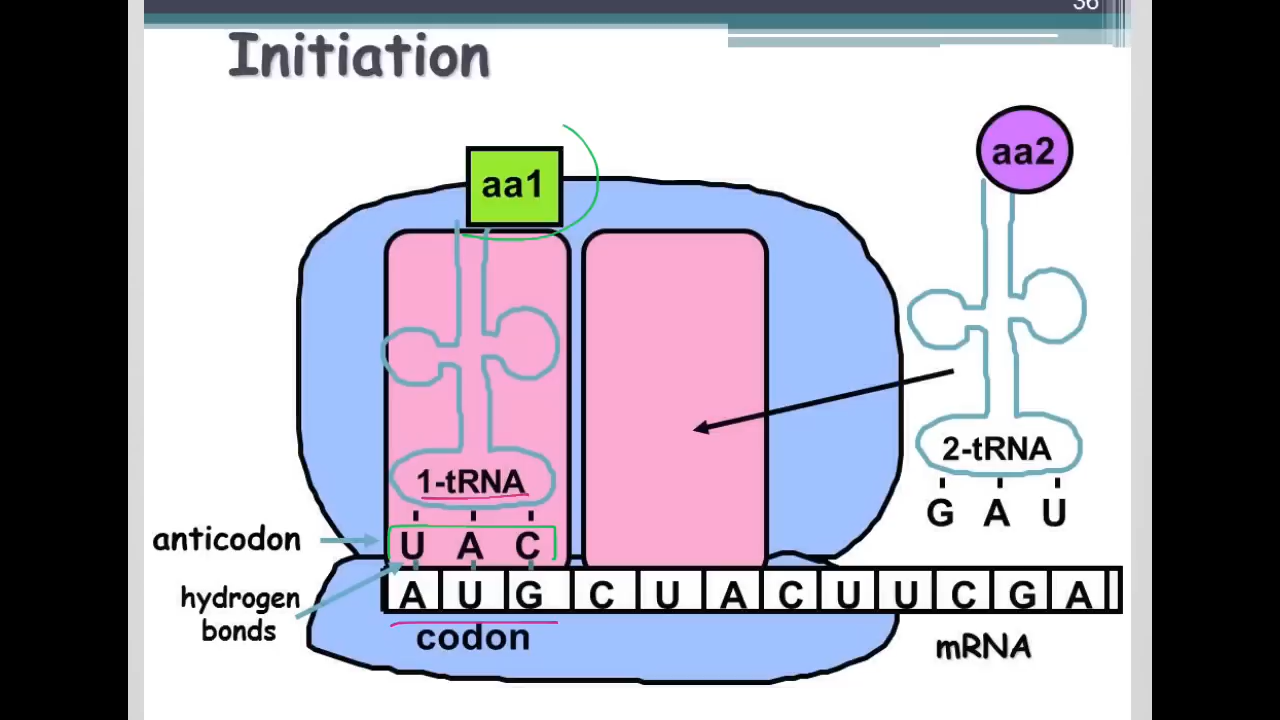 36
Initiation
aa1
aa2
1-tRNA
2-tRNA
G A U
anticodon
U A C
hydrogen
bonds
A U G C U A C U U C G A
codon
mRNA